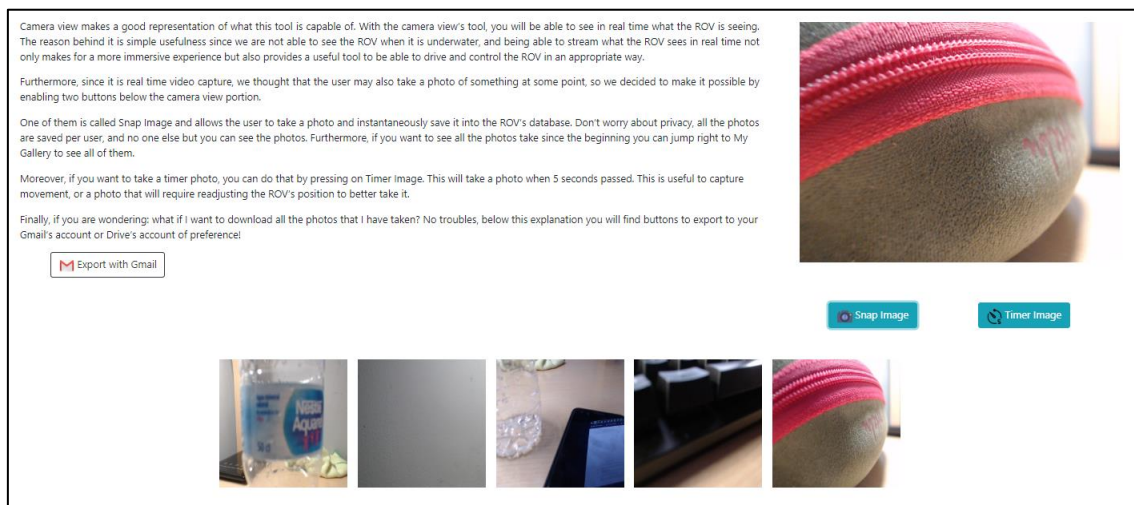 Camera view makes a good representation of what this tool is capable of. With the camera view's tool, you will be able to see in real time what the ROV is seeing.
The reason behind it is simple usefulness since we are not able to see the ROV when it is underwater, and being able to stream what the ROV sees in real time not
only makes for a more immersive experience but also provides a useful tool to be able to drive and control the ROV in an appropriate way.
Furthermore, since it is real time video capture, we thought that the user may also take a photo of something at some point, so we decided to make it possible by
enabling two buttons below the camera view portion.
One of them is called Snap Image and allows the user to take a photo and instantaneously save it into the ROV's database. Don't worry about privacy, all the photos
are saved per user, and no one else but you can see the photos. Furthermore, if you want to see all the photos take since the beginning you can jump right to My
Gallery to see all of them.
Moreover, if you want to take a timer photo, you can do that by pressing on Timer Image. This will take a photo when 5 seconds passed. This is useful to capture
movement, or a photo that will require readjusting the ROV's position to better take it.
Finally, if you are wondering: what if I want to download all the photos that I have taken? No troubles, below this explanation you will find buttons to export to your
Gmail's account or Drive's account of preference!
Export with Gmail
Snap Image
Timer Image
Nestlé
Aquarel
50 cl